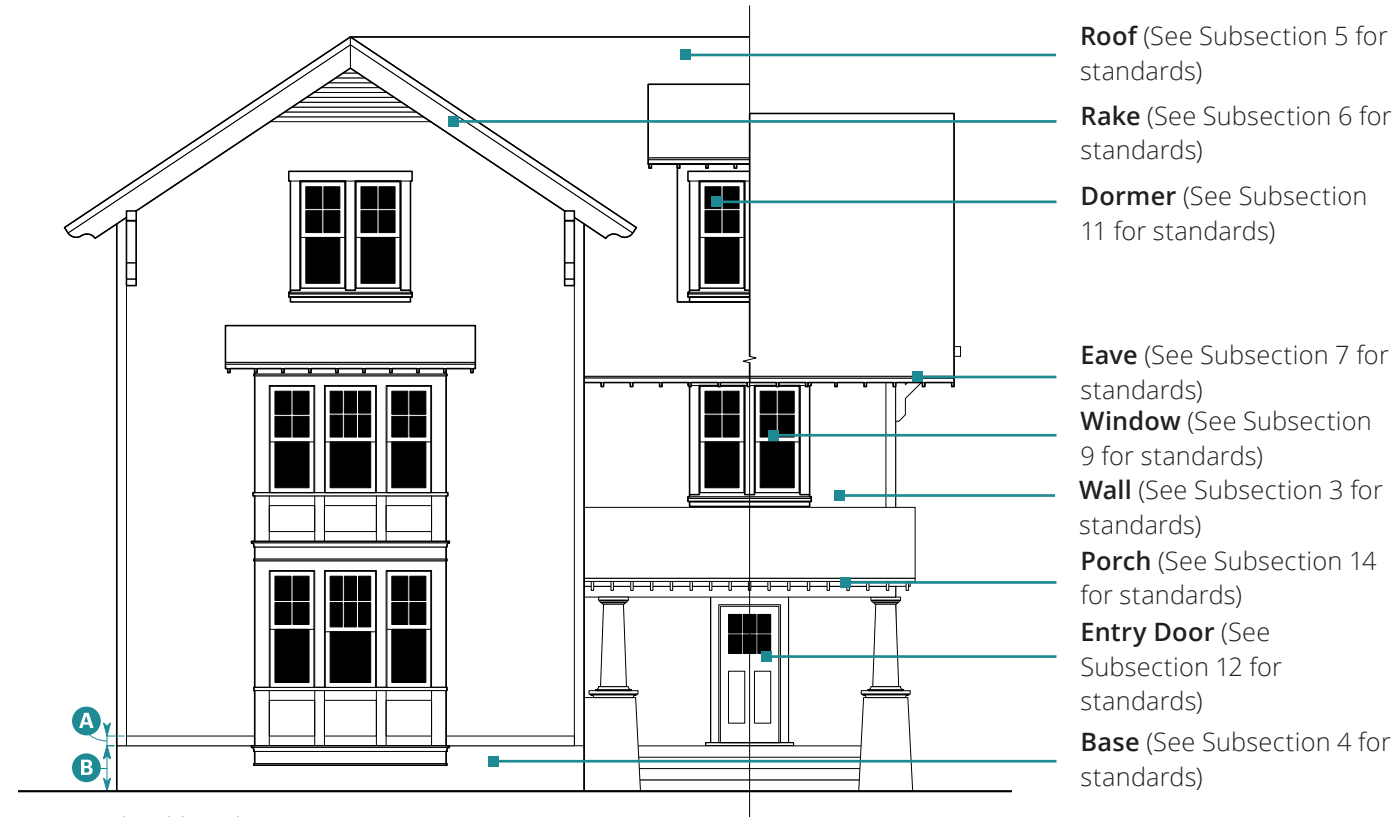 Roof (See Subsection 5 for
standards)
Rake (See Subsection 6 for
standards)
Dormer (See Subsection
11 for standards)
Eave (See Subsection 7 for
standards)
Window (See Subsection
9 for standards)
Wall (See Subsection 3 for
standards)
Porch (See Subsection 14
for standards)
Entry Door (See
Subsection 12 for
standards)
Base (See Subsection 4 for
standards)
A
B